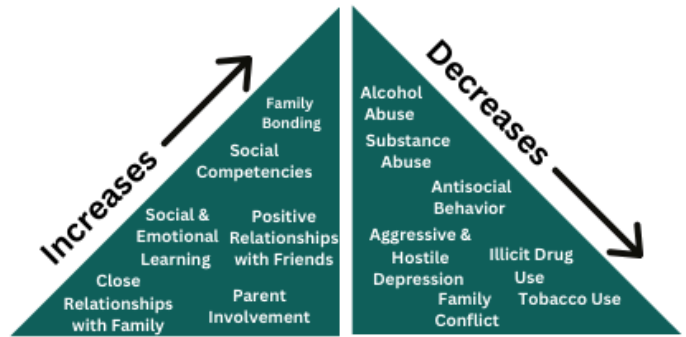 Increases
Family
Bonding
Social
Competencies
Social &
Emotional
Learning
Positive
Relationships
with Friends
Close
Relationships
with Family
Parent
Involvement
Decreases
Alcohol
Abuse
Substance
Abuse
Antisocial
Behavior
Aggressive &
Hostile
Depression
Illicit Drug
Use
Tobacco Use
Family
Conflict